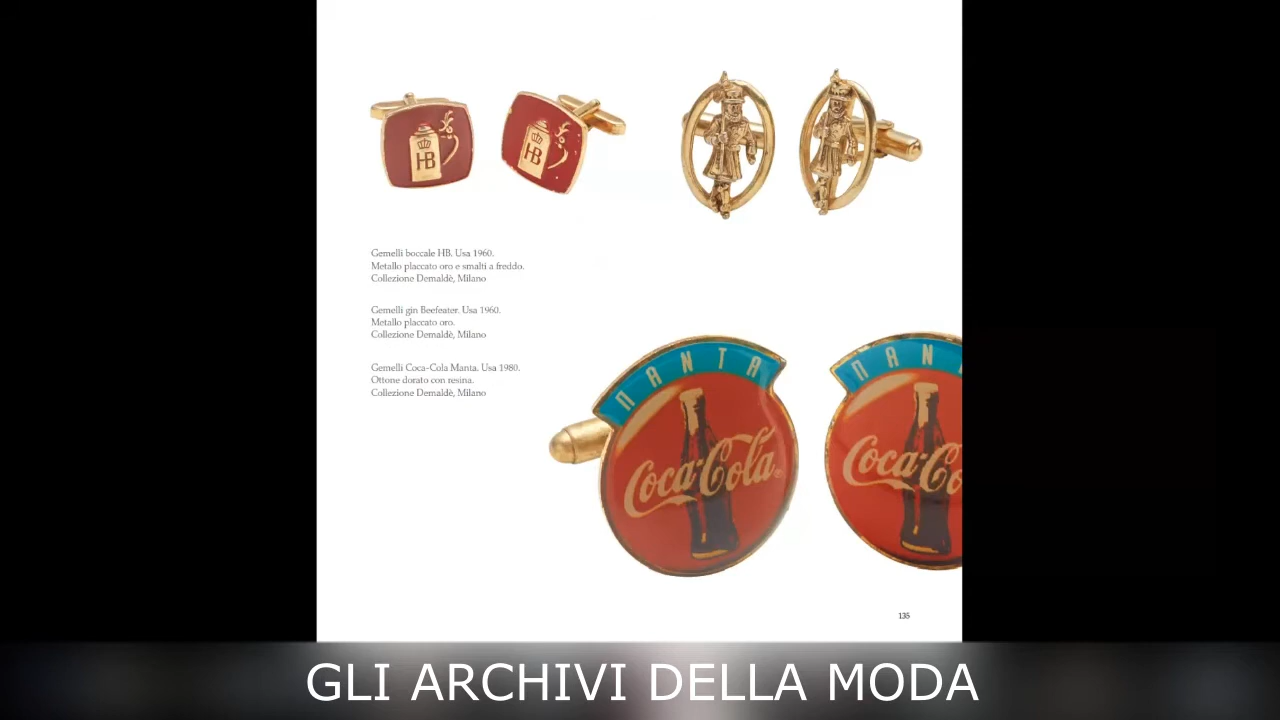 HB
HB
Gemelli boccale HB. Usa 1960.
Metallo placcato oro e smalti a freddo.
Collezione Demaldè, Milano
Gemelli gin Beefeater. Usa 1960.
Metallo placcato oro.
Collezione Demaldè, Milano
Gemelli Coca-Cola Manta. Usa 1980.
Ottone dorato con resina.
Collezione Demaldè, Milano
MANTA
Coca-Cola®
MAN
Coca-Co
135
GLI ARCHIVI DELLA MODA